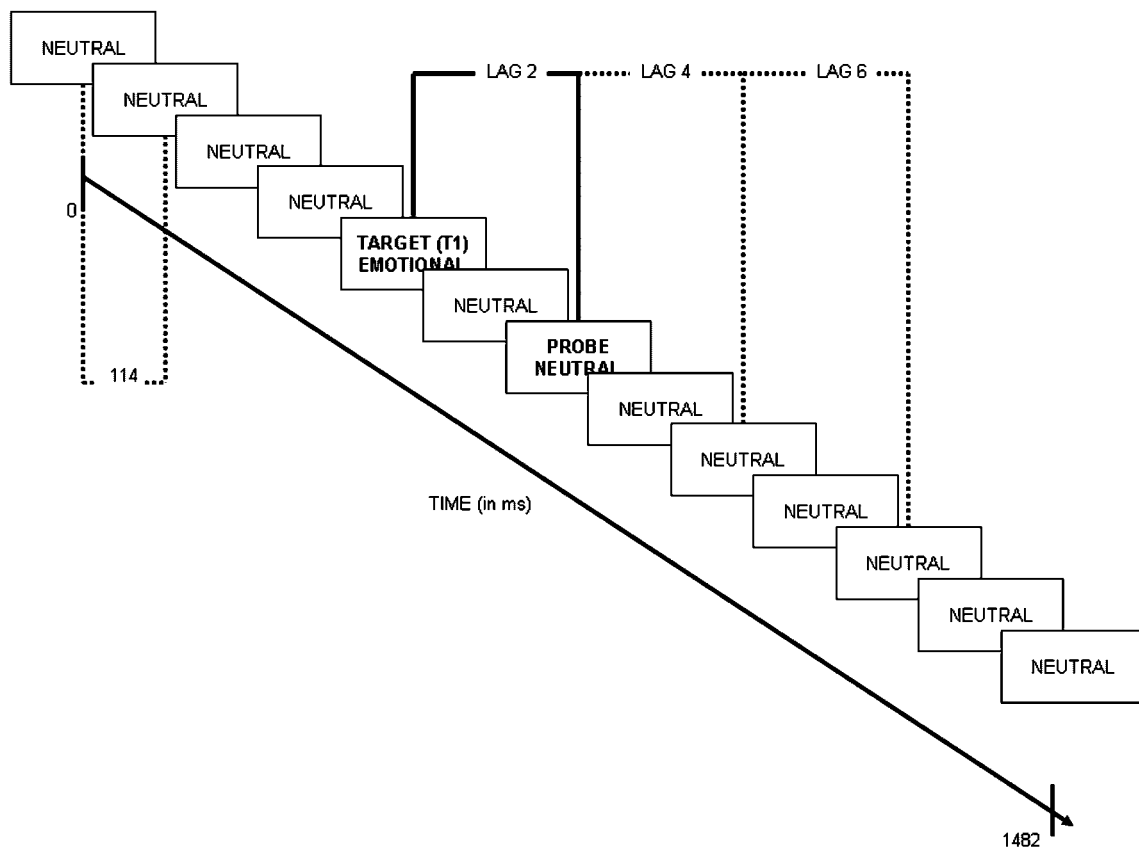 NEUTRAL
LAG 2
LAG 4
LAG 6
NEUTRAL
NEUTRAL
NEUTRAL
0
TARGET (T1)
EMOTIONAL
NEUTRAL
PROBE
NEUTRAL
114
NEUTRAL
NEUTRAL
TIME (in ms)
NEUTRAL
NEUTRAL
NEUTRAL
NEUTRAL
1482